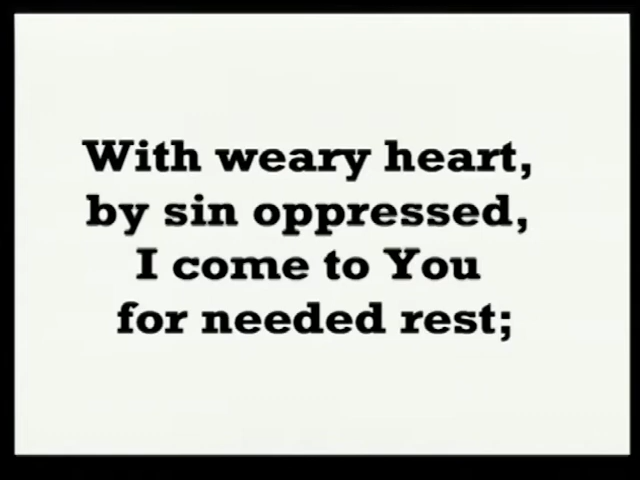 With weary heart,
by sin oppressed,
I come to You
for needed rest;